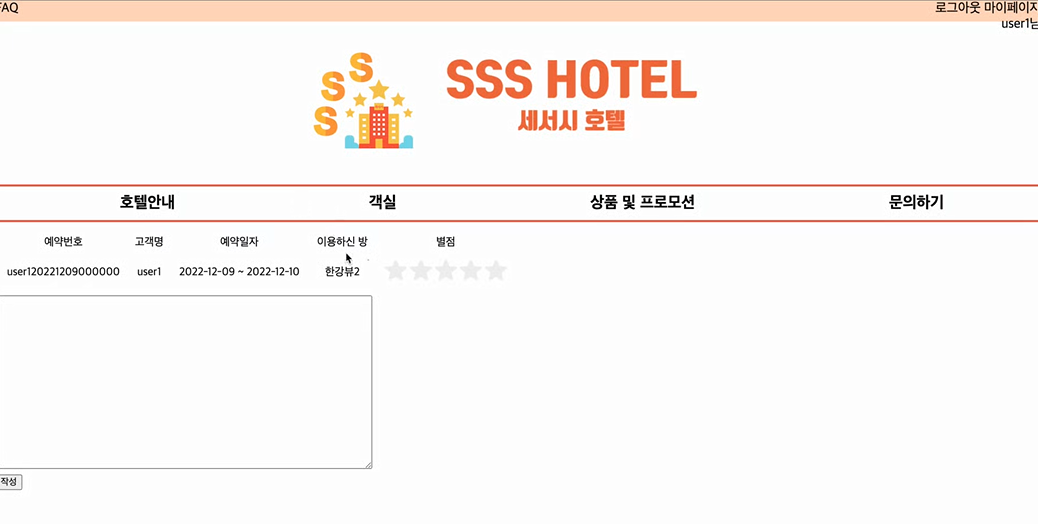 FAQ 로그아웃 마이페이지
user1님
S
S
S
SSS HOTEL
세서시 호텔
호텔안내 객실 상품 및 프로모션 문의하기
예약번호 고객명 예약일자 이용하신 방 별점
user120221209000000 user1 2022-12-09 ~ 2022-12-10 한강뷰2
작성